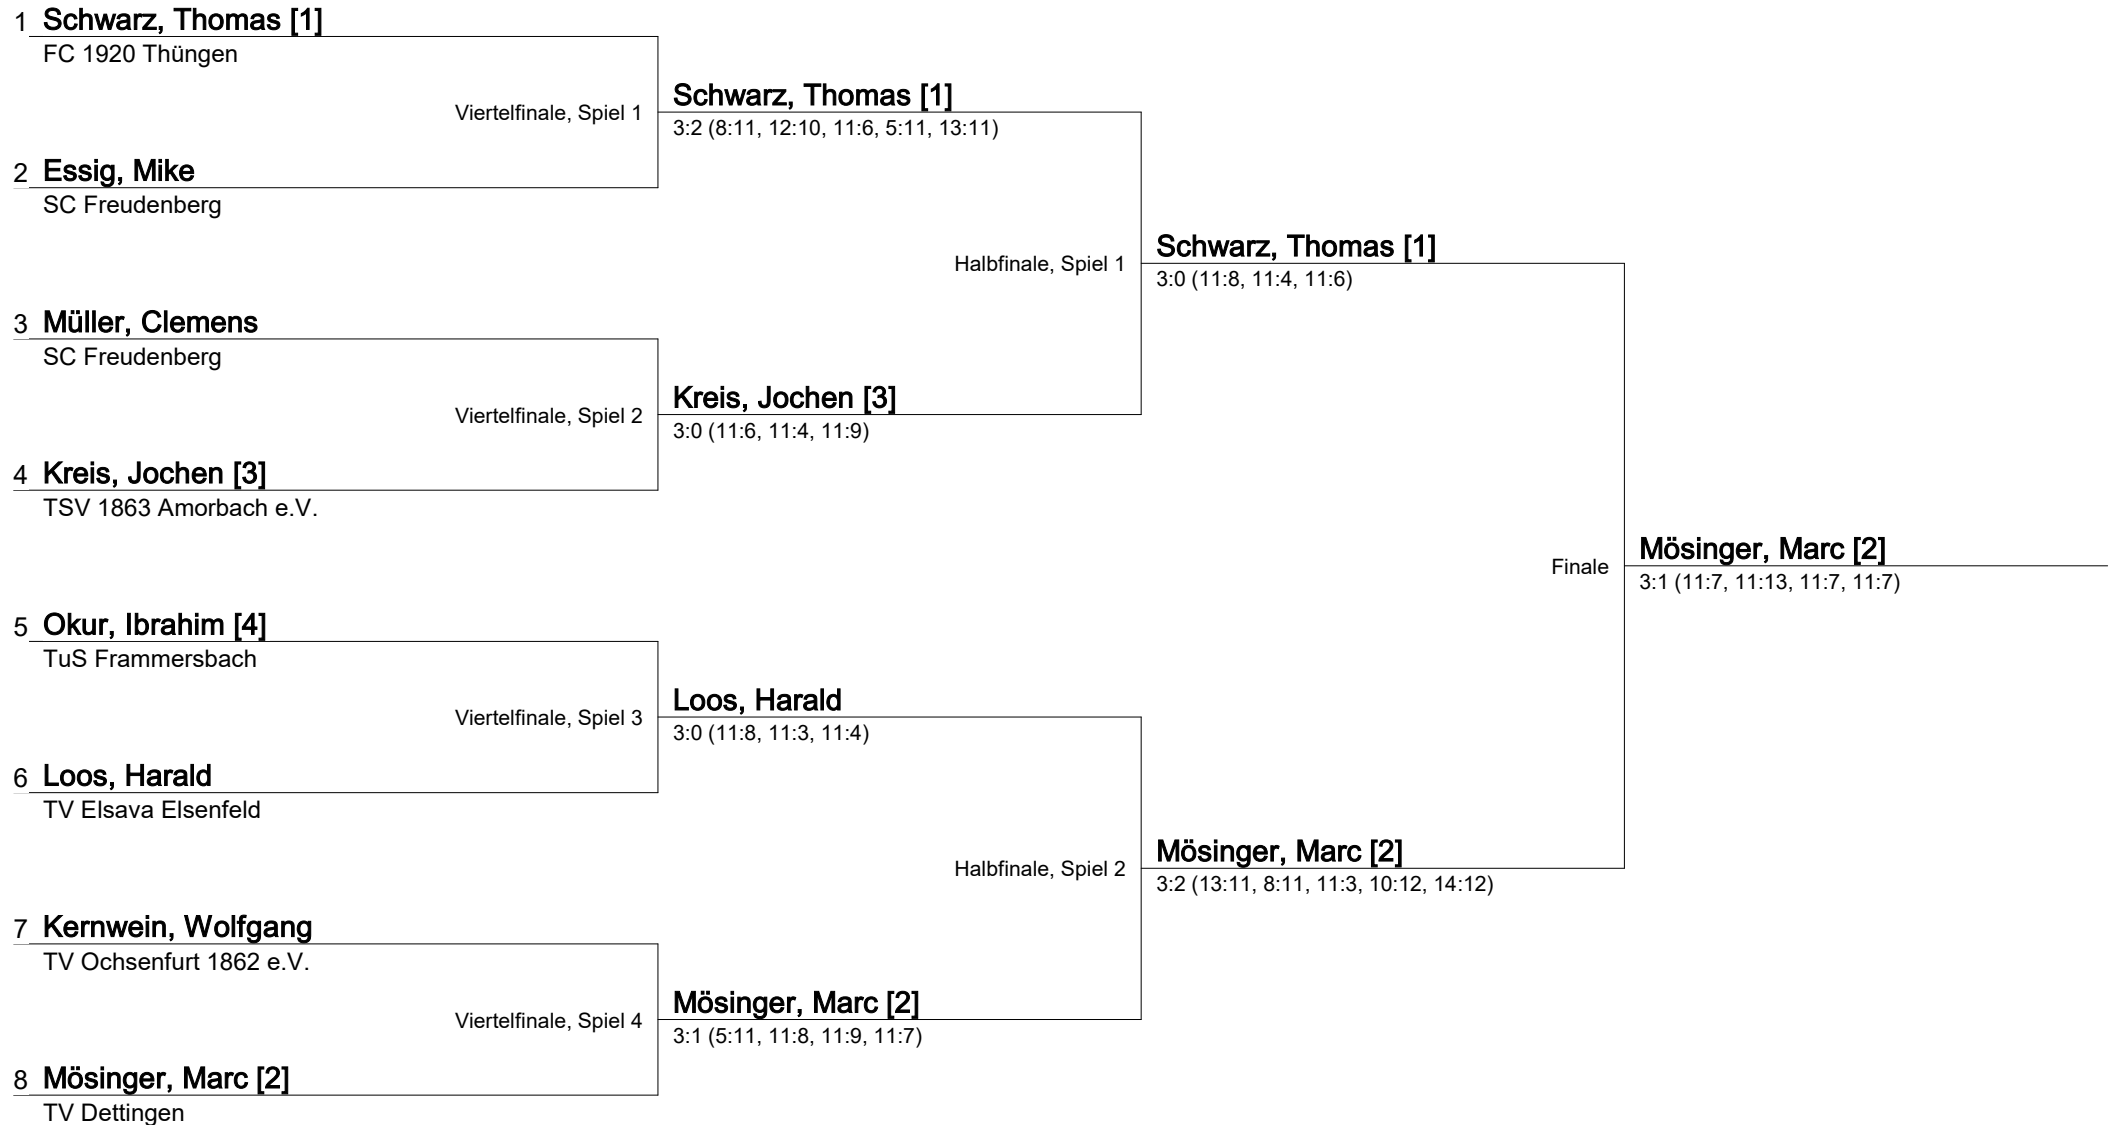 1 Schwarz, Thomas [1]
FC 1920 Thüngen
Viertelfinale, Spiel 1
Schwarz, Thomas [1]
3:2 (8:11, 12:10, 11:6, 5:11, 13:11)
2 Essig, Mike
SC Freudenberg
Halbfinale, Spiel 1
Schwarz, Thomas [1]
3:0 (11:8, 11:4, 11:6)
3 Müller, Clemens
SC Freudenberg
Viertelfinale, Spiel 2
Kreis, Jochen [3]
3:0 (11:6, 11:4, 11:9)
4 Kreis, Jochen [3]
TSV 1863 Amorbach e.V.
Finale
Mösinger, Marc [2]
3:1 (11:7, 11:13, 11:7, 11:7)
5 Okur, Ibrahim [4]
TuS Frammersbach
Viertelfinale, Spiel 3
Loos, Harald
3:0 (11:8, 11:3, 11:4)
6 Loos, Harald
TV Elsava Elsenfeld
Halbfinale, Spiel 2
Mösinger, Marc [2]
3:2 (13:11, 8:11, 11:3, 10:12, 14:12)
7 Kernwein, Wolfgang
TV Ochsenfurt 1862 e.V.
Viertelfinale, Spiel 4
Mösinger, Marc [2]
3:1 (5:11, 11:8, 11:9, 11:7)
8 Mösinger, Marc [2]
TV Dettingen